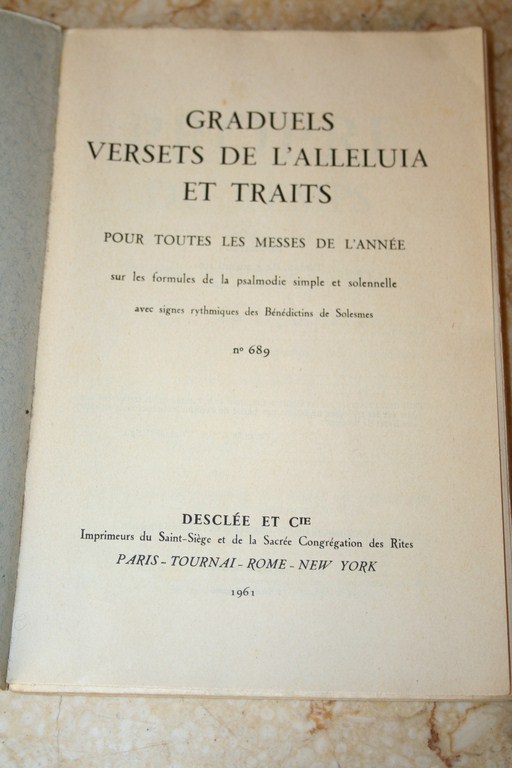 GRADUELS
VERSETS DE L'ALLELUIA
ET TRAITS
POUR TOUTES LES MESSES DE L'ANNÉE
sur les formules de la psalmodie simple et solennelle
avec signes rythmiques des Bénédictins de Solesmes
nº 689
DESCLÉE ET CIE
Imprimeurs du Saint-Siège et de la Sacrée Congrégation des Rites
PARIS - TOURNAI - ROME - NEW YORK
1961